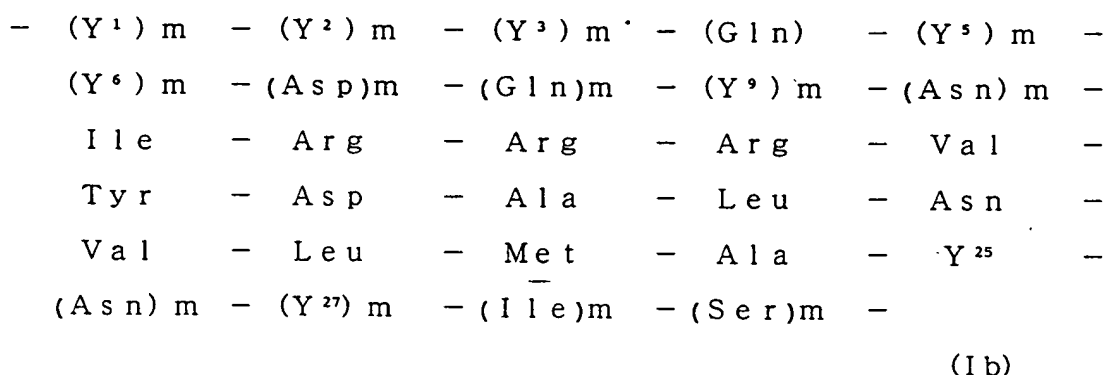 − (Y¹) m − (Y²) m − (Y³) m − (Gln) − (Y⁵) m −
(Y⁶) m − (Asp)m − (Gln)m − (Y⁹) m − (Asn) m −
Ile − Arg − Arg − Arg − Val −
Tyr − Asp − Ala − Leu − Asn −
Val − Leu − Met − Ala − Y²⁵ −
(Asn) m − (Y²⁷) m − (Ile)m − (Ser)m −
(Ib)